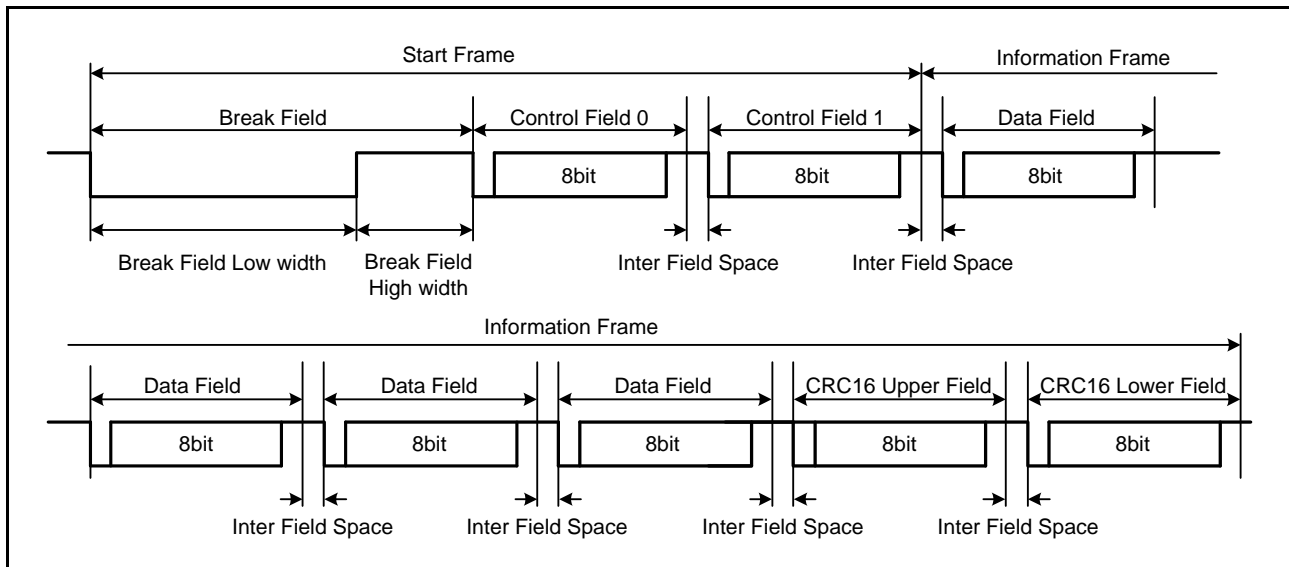 Start Frame
Information Frame
Break Field
Control Field 0
Control Field 1
Data Field
8bit
8bit
8bit
Break Field Low width
Break Field
High width
Inter Field Space
Inter Field Space
Information Frame
Data Field
Data Field
Data Field
CRC16 Upper Field
CRC16 Lower Field
8bit
8bit
8bit
8bit
8bit
Inter Field Space
Inter Field Space
Inter Field Space
Inter Field Space